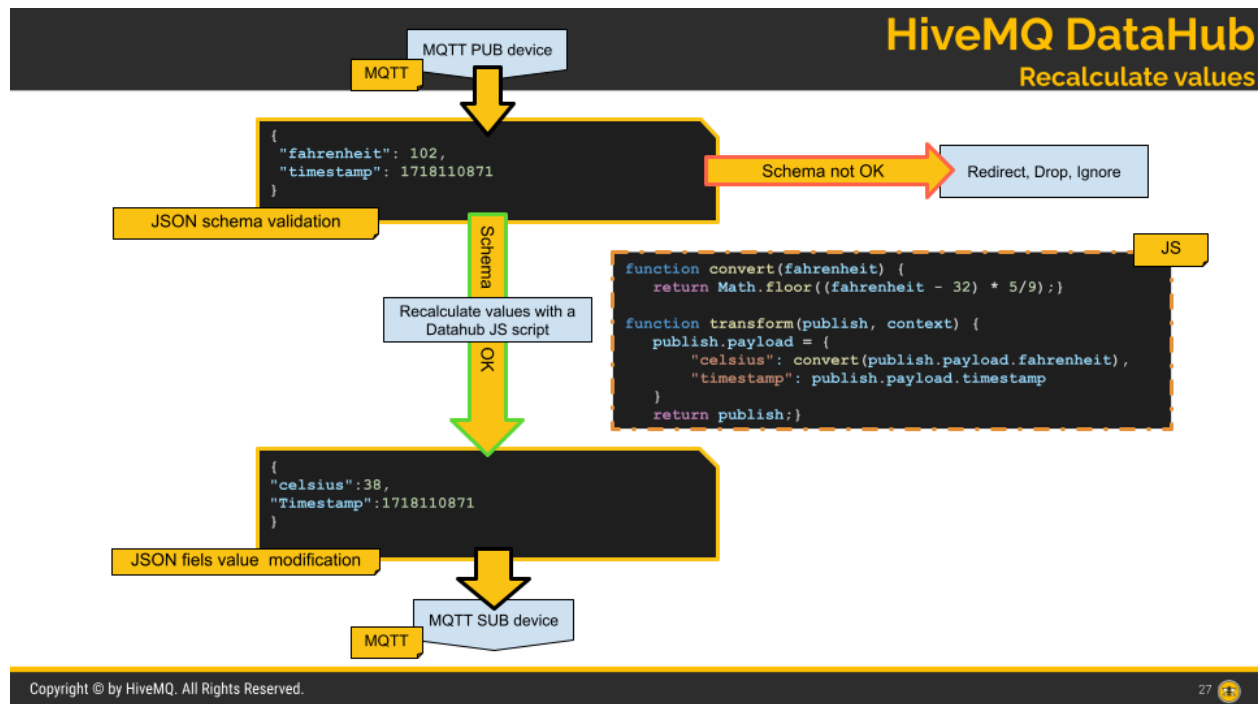 HiveMQ DataHub
Recalculate values
MQTT PUB device
MQTT
{
"fahrenheit": 102,
"timestamp": 1718110871
}
JSON schema validation
Schema not OK
Redirect, Drop, Ignore
Schema
Recalculate values with a
Datahub JS script
OK
JS
function convert(fahrenheit) {
return Math.floor((fahrenheit - 32) * 5/9);}
function transform(publish, context) {
publish.payload = {
"celsius": convert(publish.payload.fahrenheit),
"timestamp": publish.payload.timestamp
}
return publish;}
{
"celsius":38,
"Timestamp":1718110871
}
JSON fiels value modification
MQTT SUB device
MQTT
Copyright © by HiveMQ. All Rights Reserved.
27